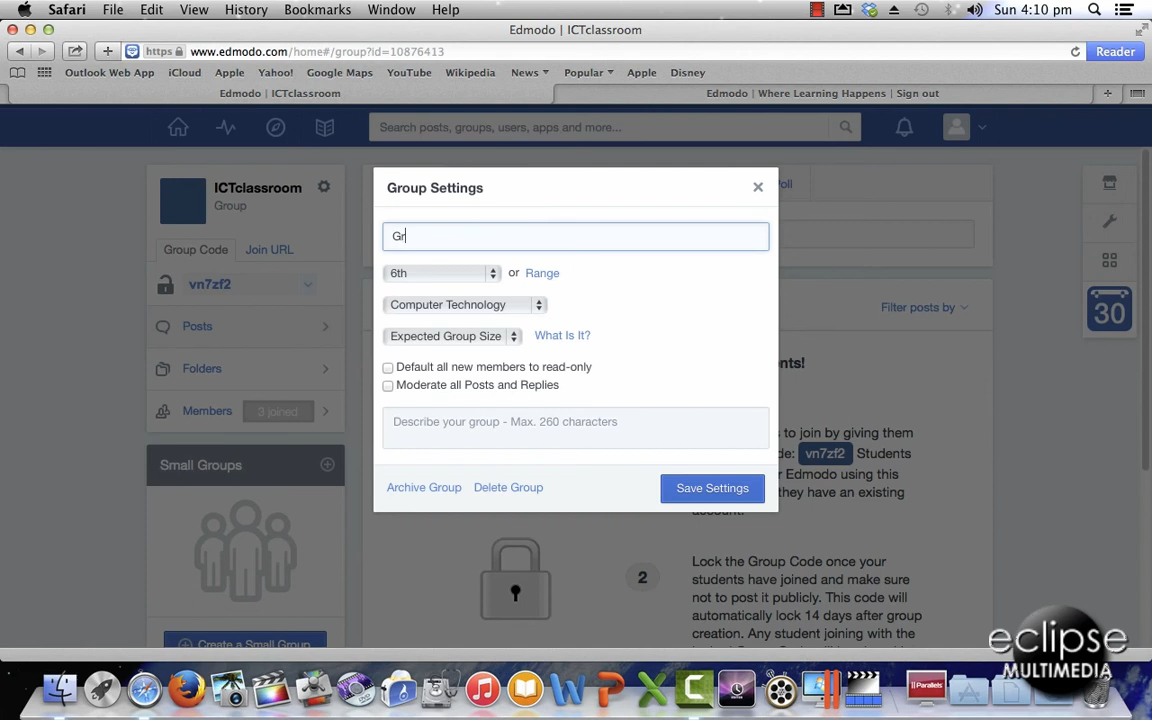 Safari File Edit View History Bookmarks Window Help Sun 4:10 pm
Edmodo | ICTclassroom
https www.edmodo.com/home#/group?id=10876413 Reader
Outlook Web App iCloud Apple Yahoo! Google Maps YouTube Wikipedia News Popular Apple Disney
Edmodo | ICTclassroom Edmodo | Where Learning Happens | Sign out
Search posts, groups, users, apps and more...
ICTclassroom
Group
Group Code Join URL
vn7zf2
Posts
Folders
Members 3 joined
Small Groups
Create a Small Group
Group Settings
Gr
6th or Range
Computer Technology
Expected Group Size What Is It?
Default all new members to read-only
Moderate all Posts and Replies
Describe your group - Max. 260 characters
Archive Group Delete Group Save Settings
Poll
Filter posts by
30
nts!
s to join by giving them
de: vn7zf2 Students
r Edmodo using this
they have an existing
account.
2
Lock the Group Code once your
students have joined and make sure
not to post it publicly. This code will
automatically lock 14 days after group
creation. Any student joining with the
eclipse
MULTIMEDIA
Parallels